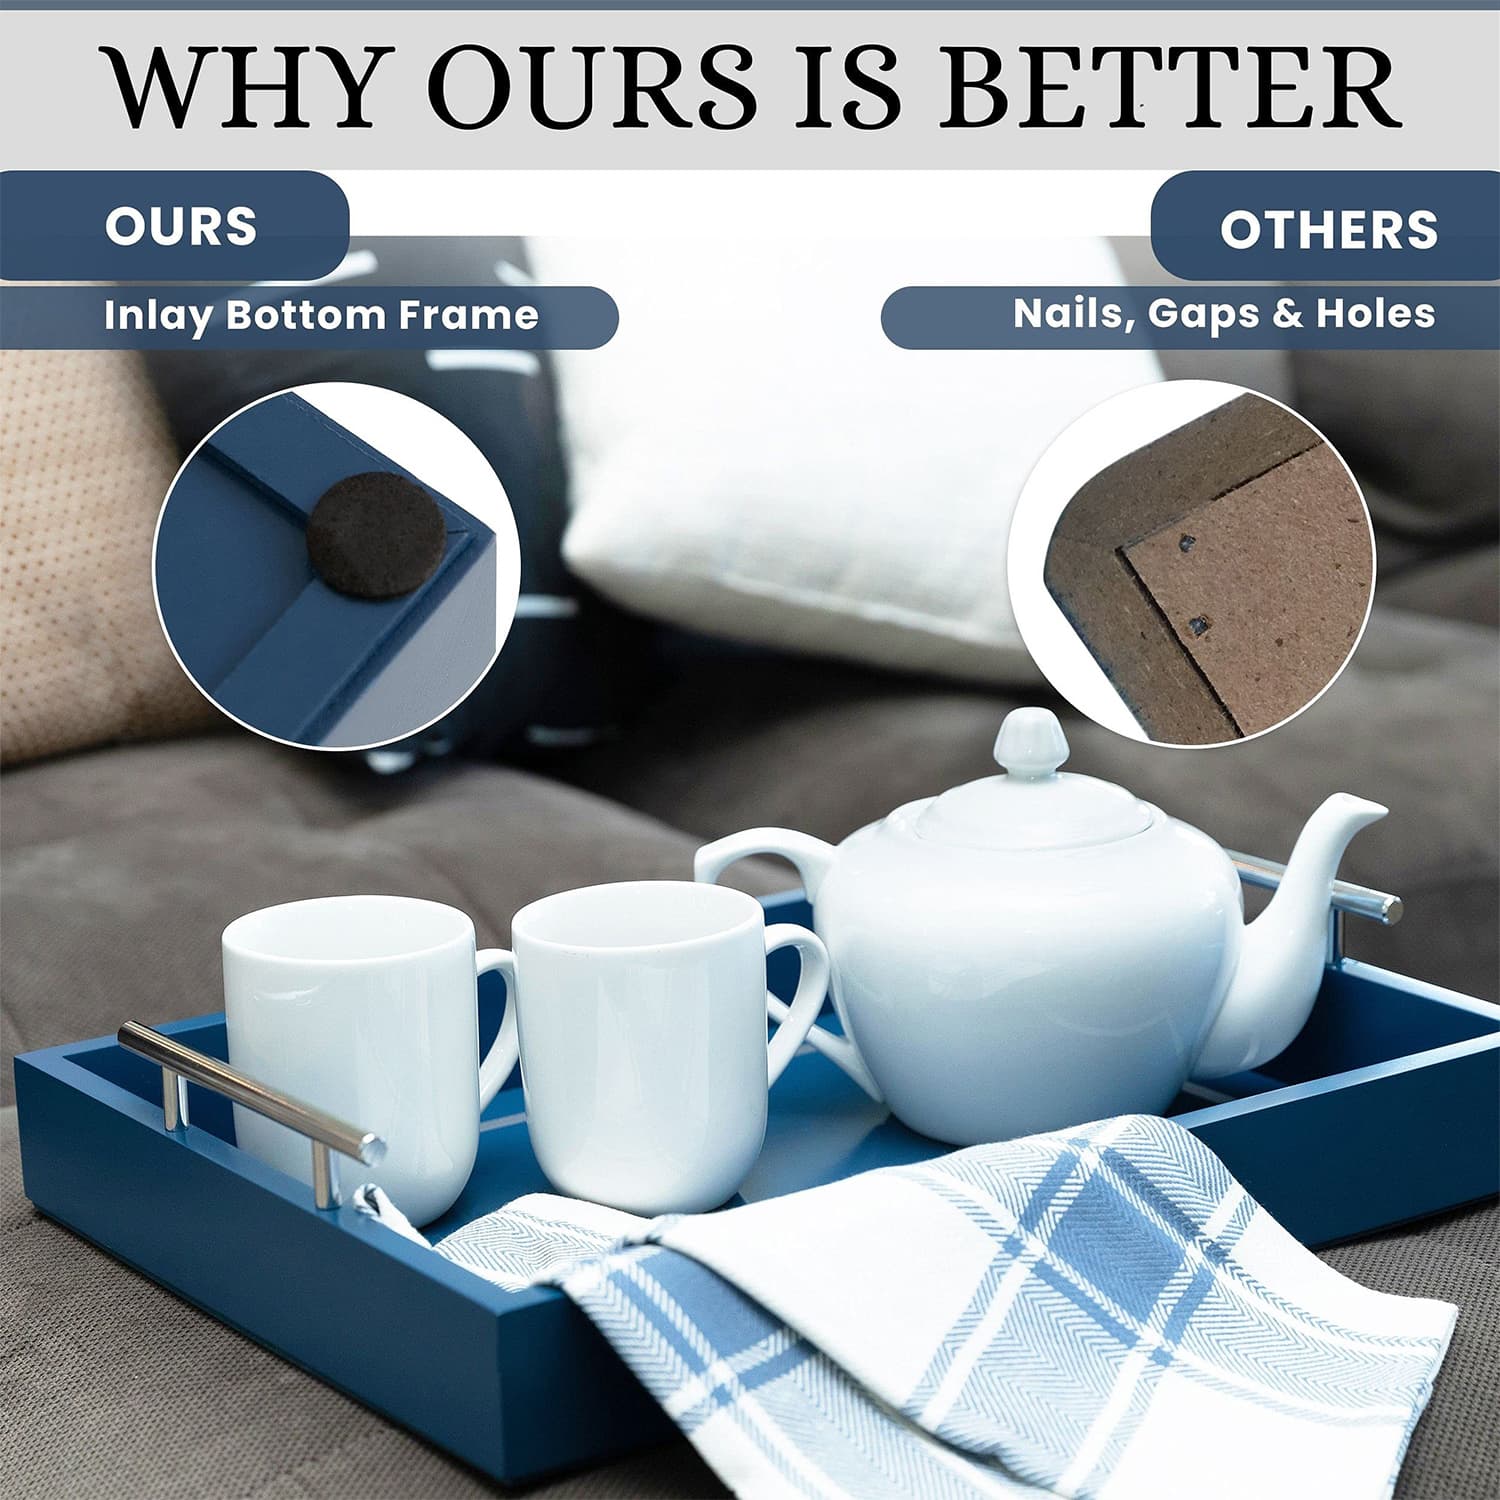 WHY OURS IS BETTER
OURS
OTHERS
Inlay Bottom Frame
Nails, Gaps & Holes